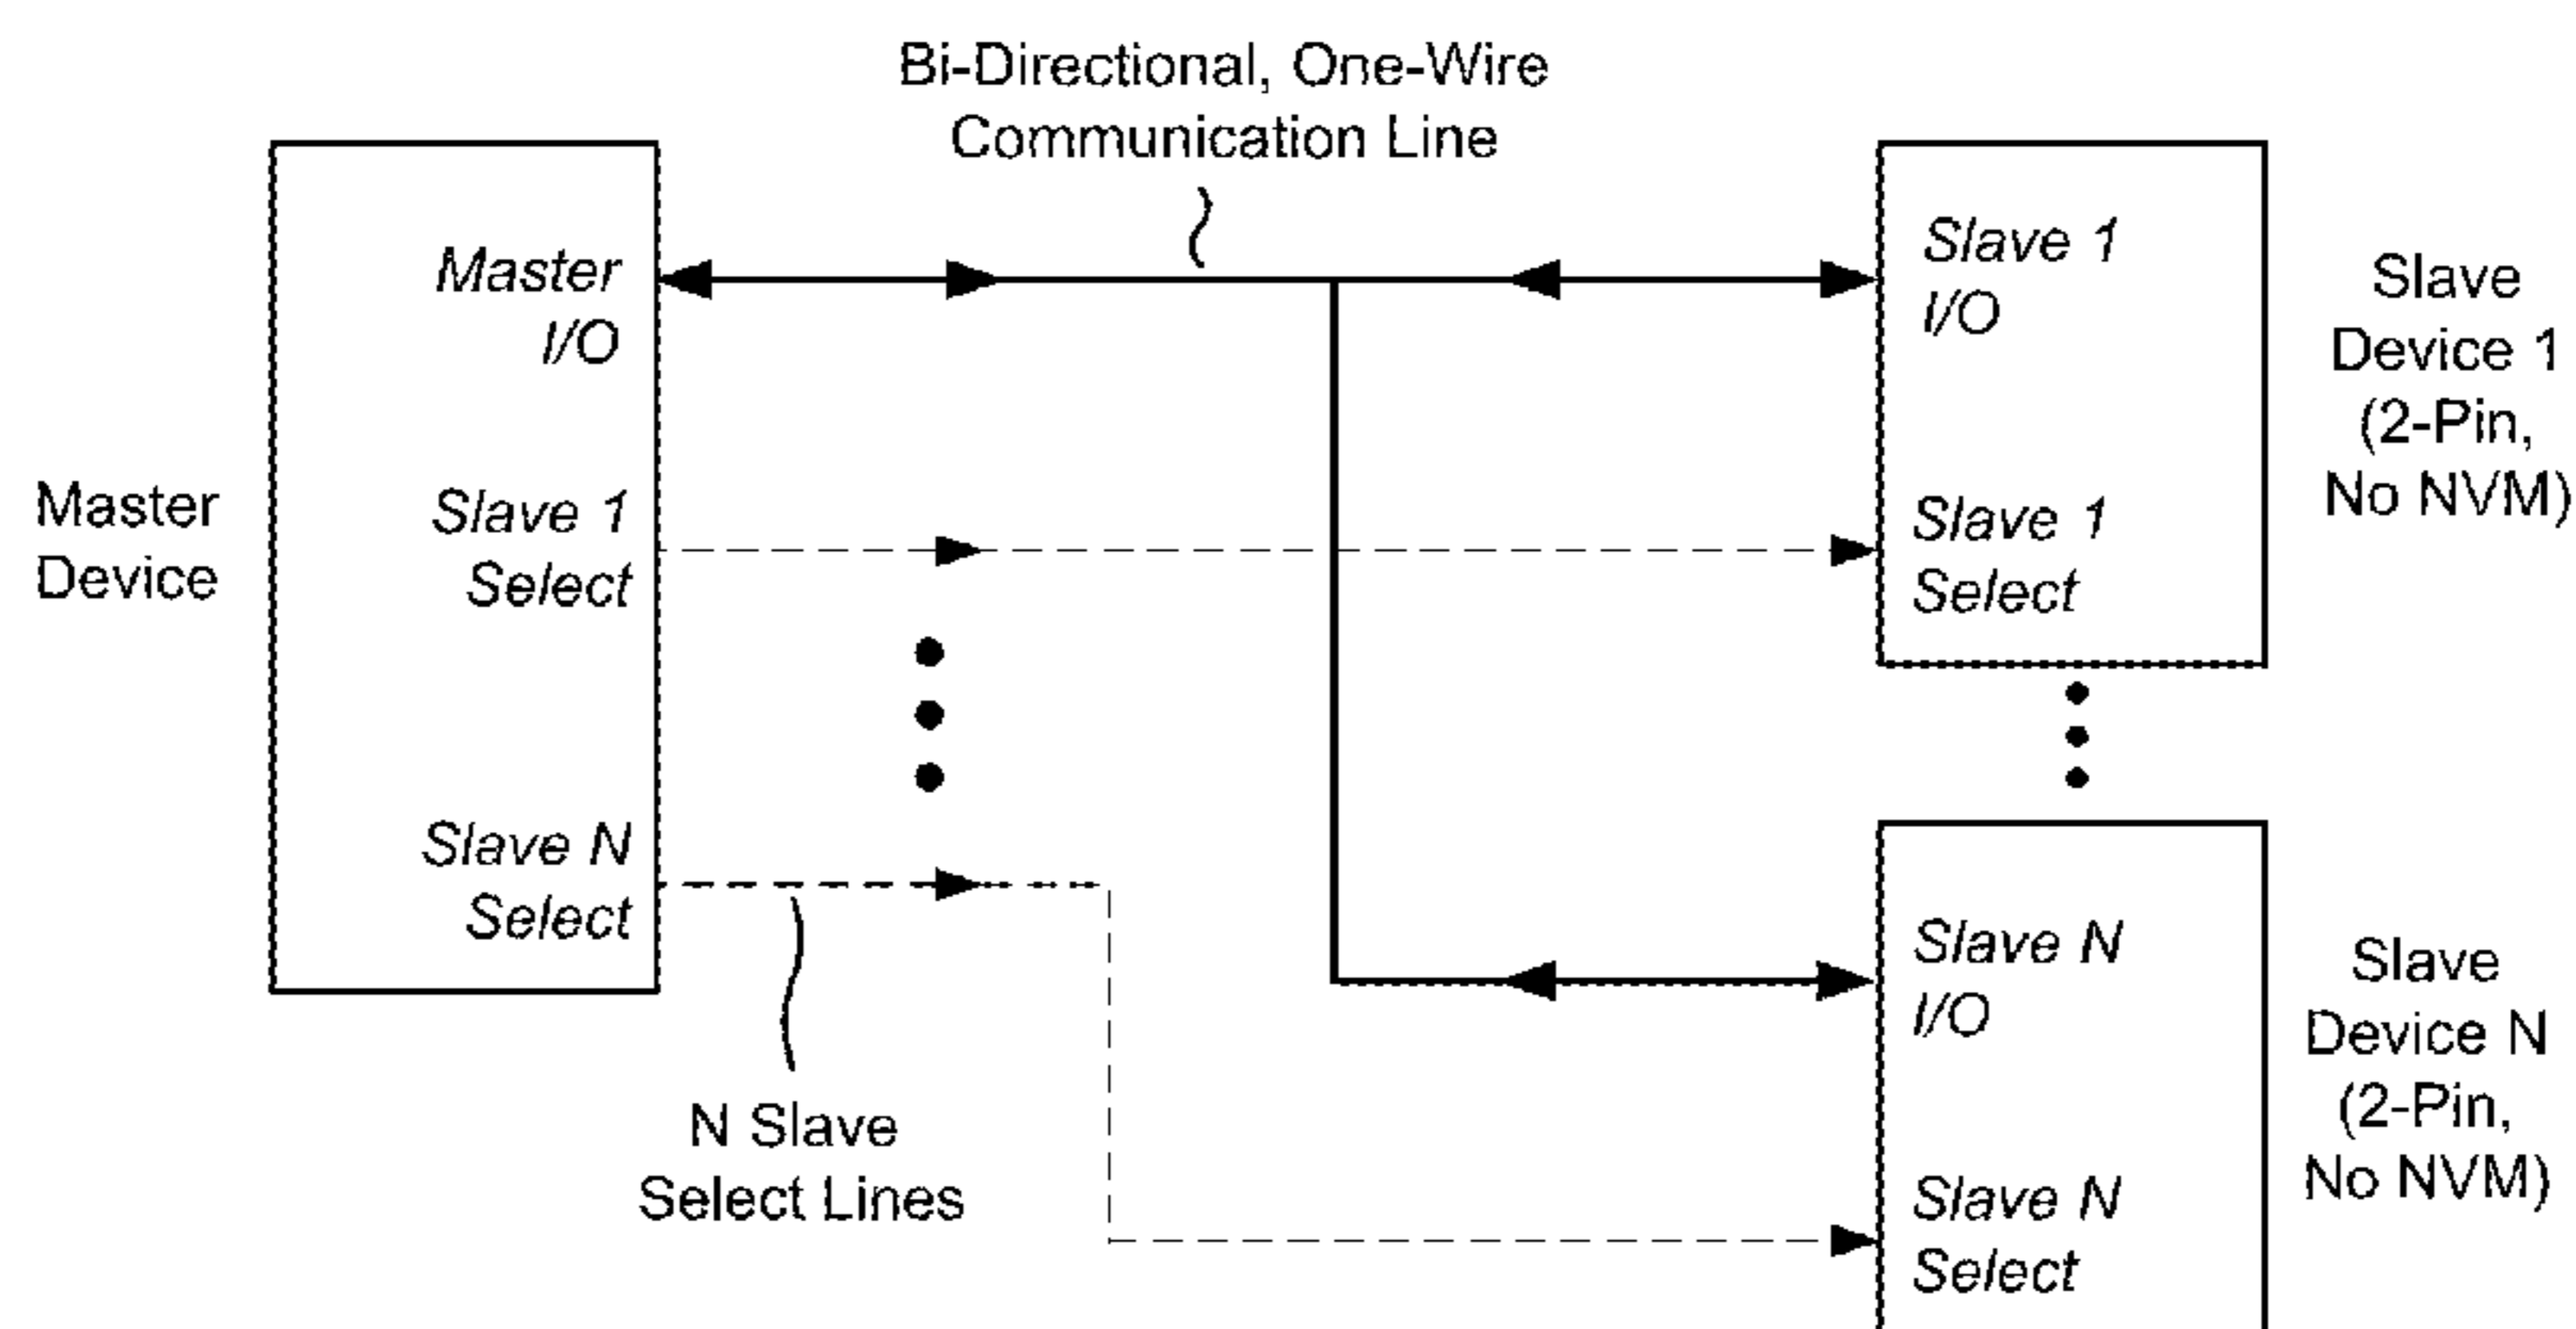 Bi-Directional, One-Wire
Communication Line
Master
Device
Master
I/O
Slave 1
Select
Slave N
Select
N Slave
Select Lines
Slave 1
I/O
Slave 1
Select
Slave
Device 1
(2-Pin,
No NVM)
Slave N
I/O
Slave N
Select
Slave
Device N
(2-Pin,
No NVM)